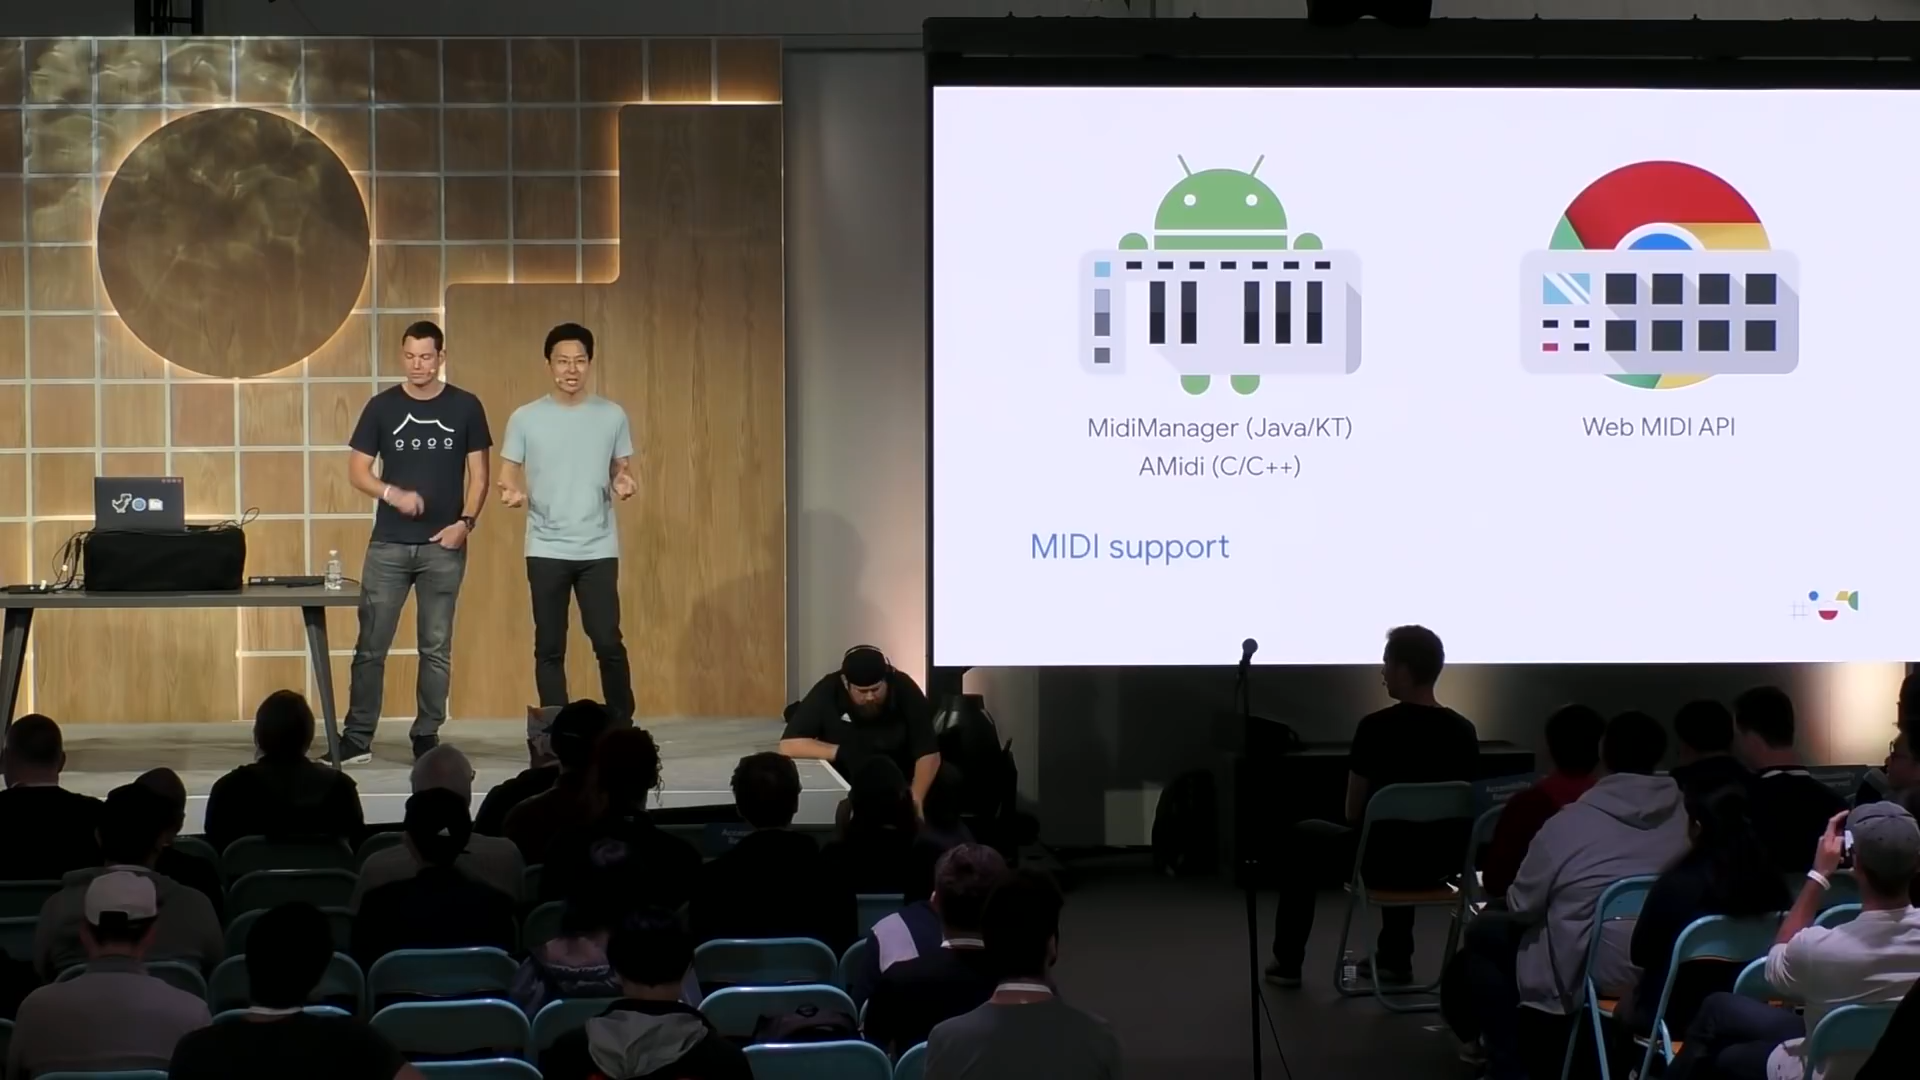 MidiManager (Java/KT)
AMidi (C/C++)
Web MIDI API
MIDI support